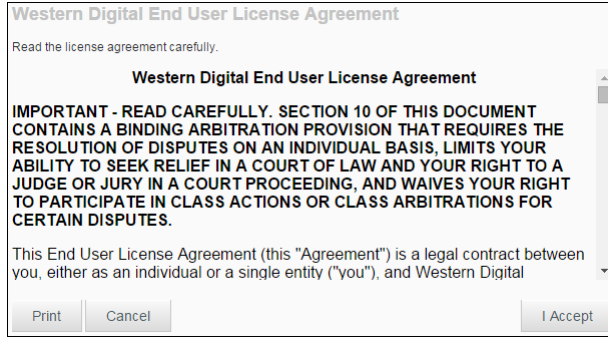 Western Digital End User License Agreement
Read the license agreement carefully.
Western Digital End User License Agreement
IMPORTANT - READ CAREFULLY. SECTION 10 OF THIS DOCUMENT
CONTAINS A BINDING ARBITRATION PROVISION THAT REQUIRES THE
RESOLUTION OF DISPUTES ON AN INDIVIDUAL BASIS, LIMITS YOUR
ABILITY TO SEEK RELIEF IN A COURT OF LAW AND YOUR RIGHT TO A
JUDGE OR JURY IN A COURT PROCEEDING, AND WAIVES YOUR RIGHT
TO PARTICIPATE IN CLASS ACTIONS OR CLASS ARBITRATIONS FOR
CERTAIN DISPUTES.
This End User License Agreement (this "Agreement") is a legal contract between
you, either as an individual or a single entity ("you"), and Western Digital
Print Cancel I Accept